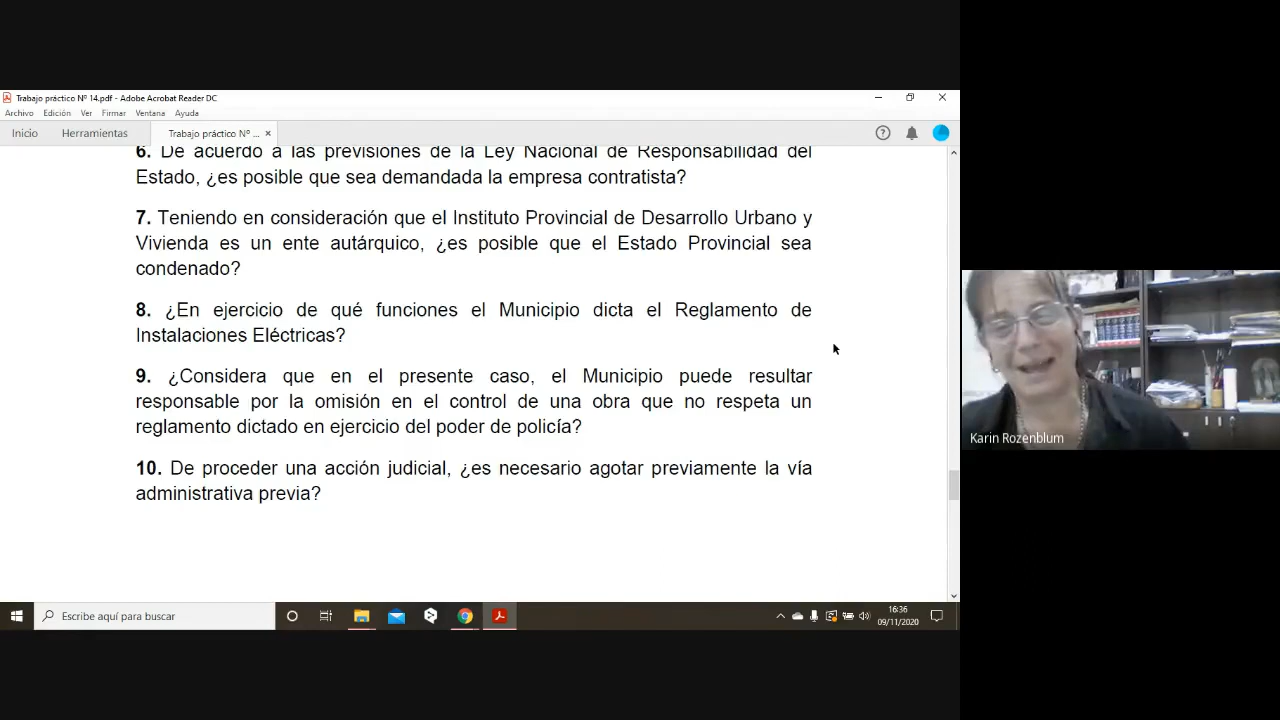 Trabajo práctico Nº 14.pdf - Adobe Acrobat Reader DC
Archivo Edición Ver Firmar Ventana Ayuda
Inicio Herramientas Trabajo práctico Nº ... ×
6. De acuerdo a las previsiones de la Ley Nacional de Responsabilidad del
Estado, ¿es posible que sea demandada la empresa contratista?
7. Teniendo en consideración que el Instituto Provincial de Desarrollo Urbano y
Vivienda es un ente autárquico, ¿es posible que el Estado Provincial sea
condenado?
8. ¿En ejercicio de qué funciones el Municipio dicta el Reglamento de
Instalaciones Eléctricas?
9. ¿Considera que en el presente caso, el Municipio puede resultar
responsable por la omisión en el control de una obra que no respeta un
reglamento dictado en ejercicio del poder de policía?
10. De proceder una acción judicial, ¿es necesario agotar previamente la vía
administrativa previa?
Karin Rozenblum
Escribe aquí para buscar
16:36
09/11/2020